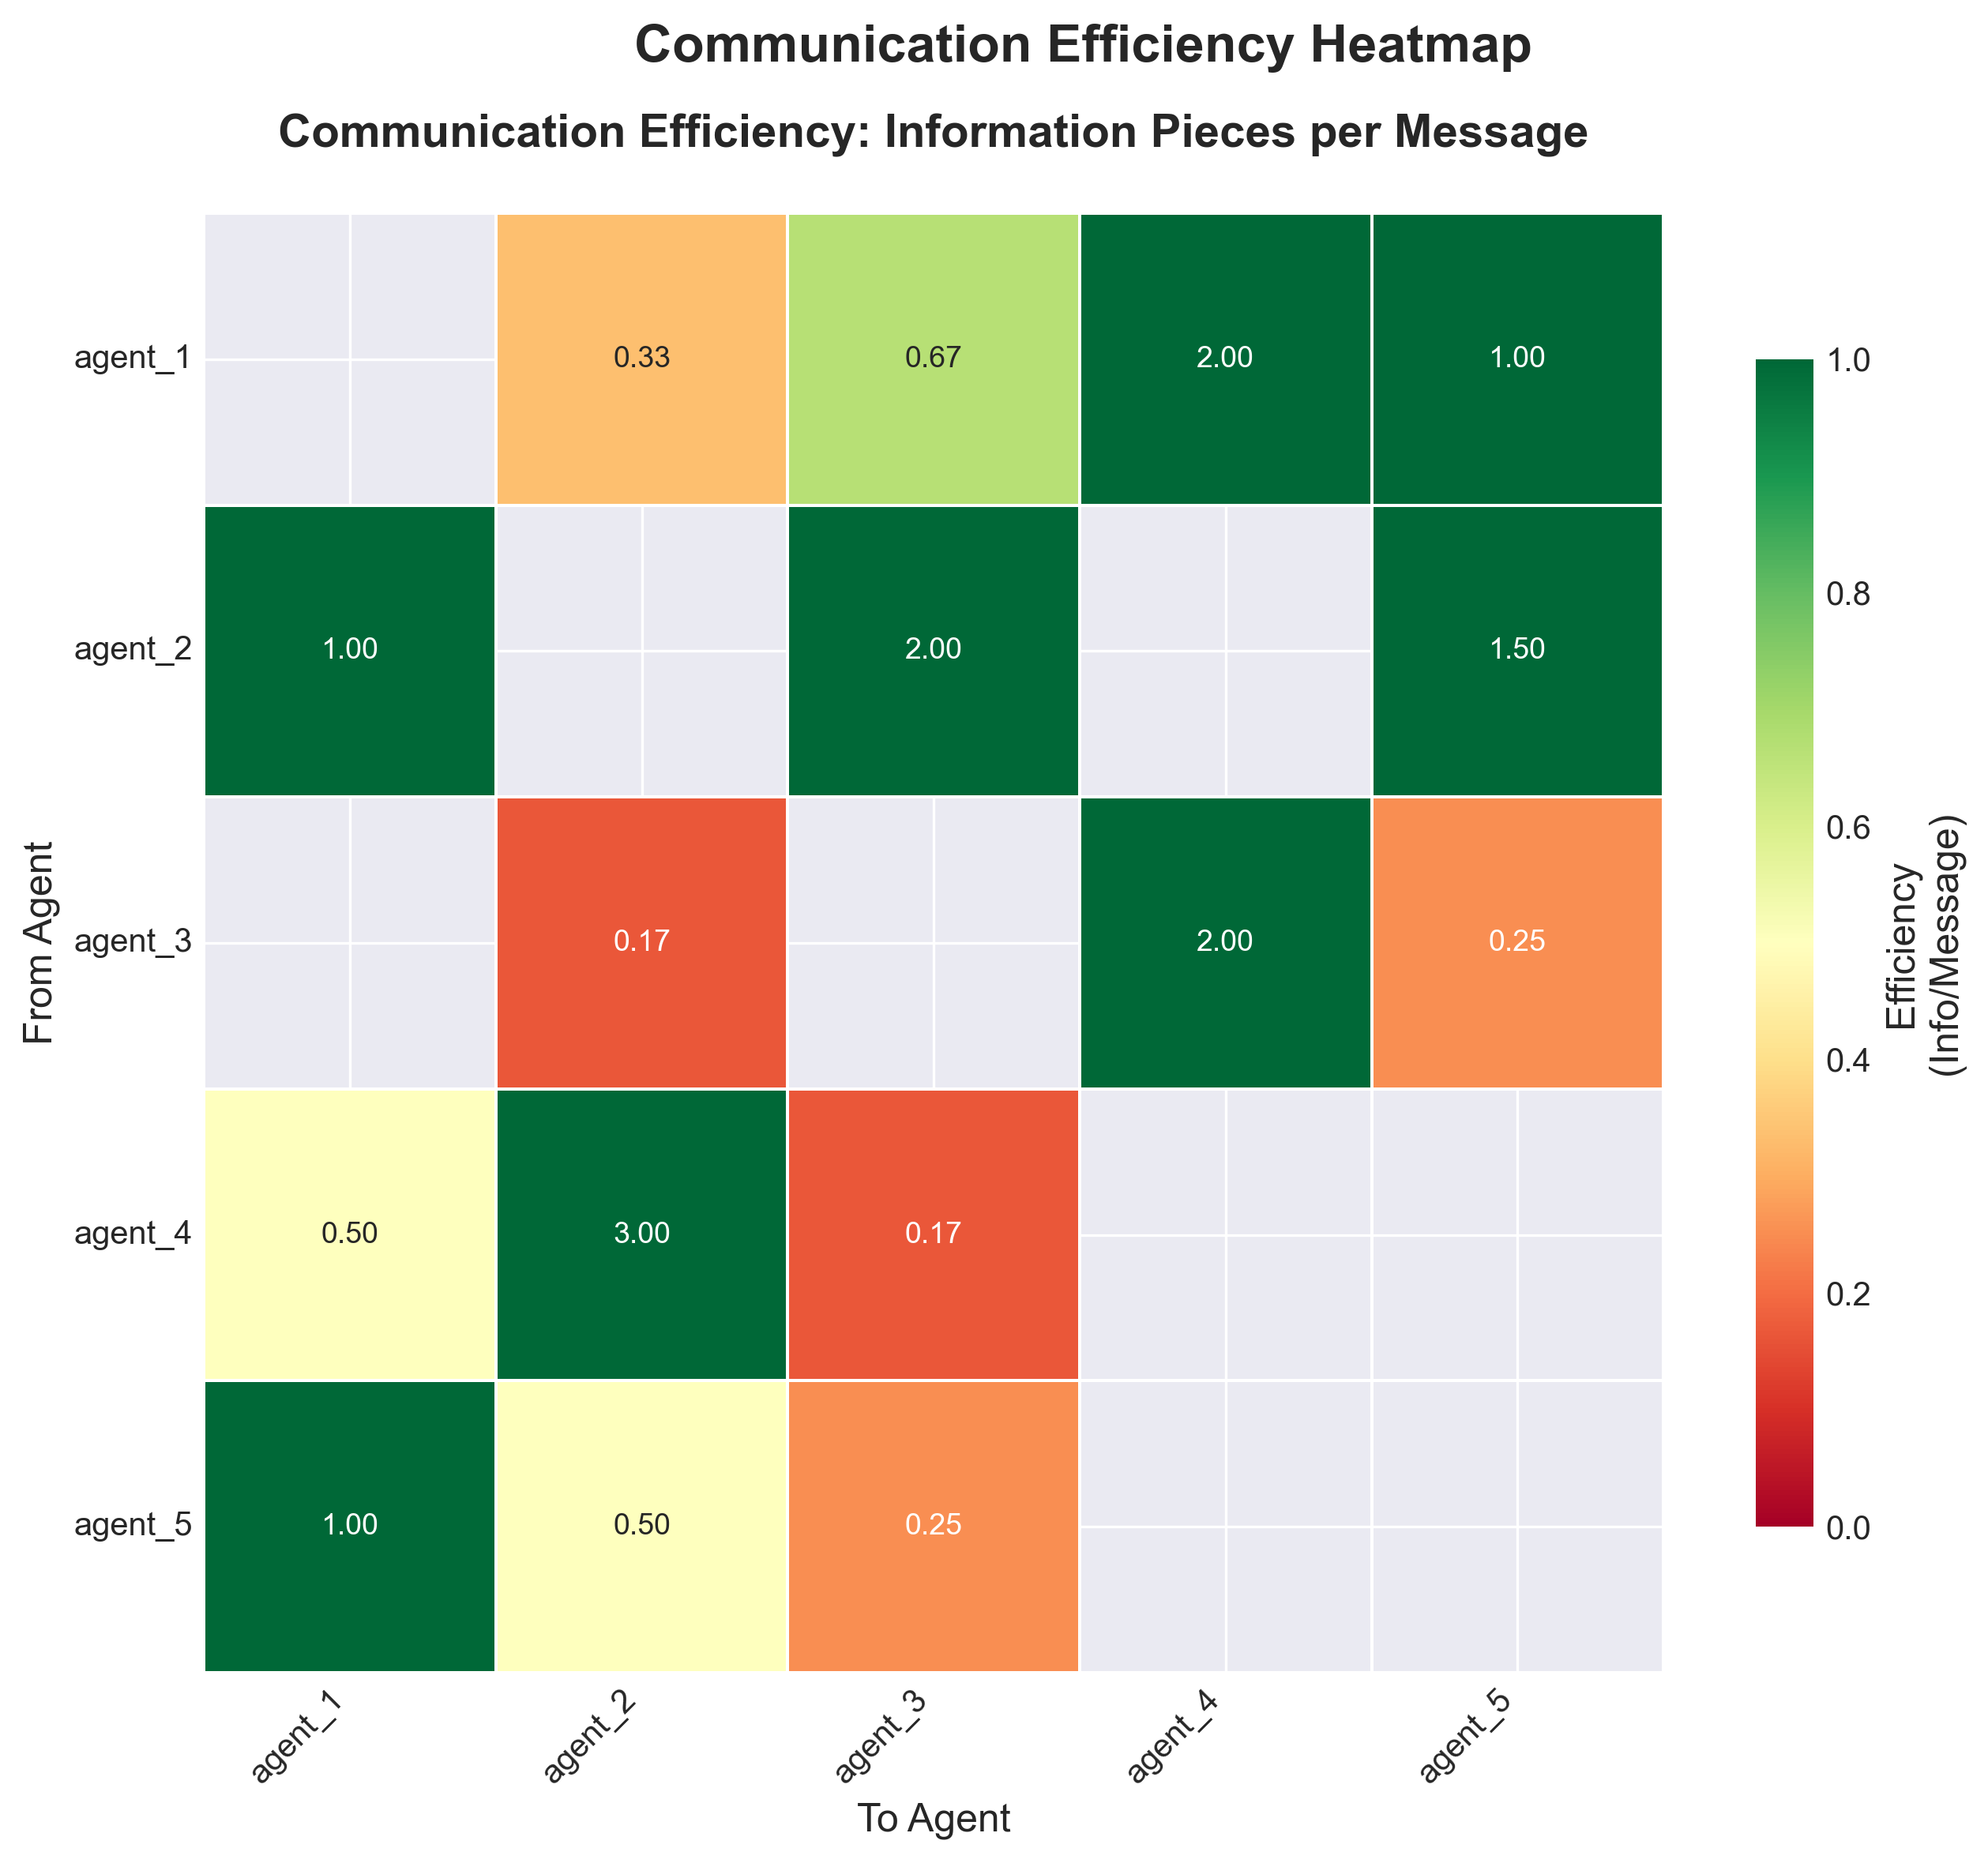 Communication Efficiency Heatmap
Communication Efficiency: Information Pieces per Message
agent_1
0.33
0.67
2.00
1.00
agent_2
1.00
2.00
1.50
agent_3
0.17
2.00
0.25
agent_4
0.50
3.00
0.17
agent_5
1.00
0.50
0.25
From Agent
agent_1
agent_2
agent_3
agent_4
agent_5
To Agent
1.0
0.8
0.6
0.4
0.2
0.0
Efficiency
(Info/Message)